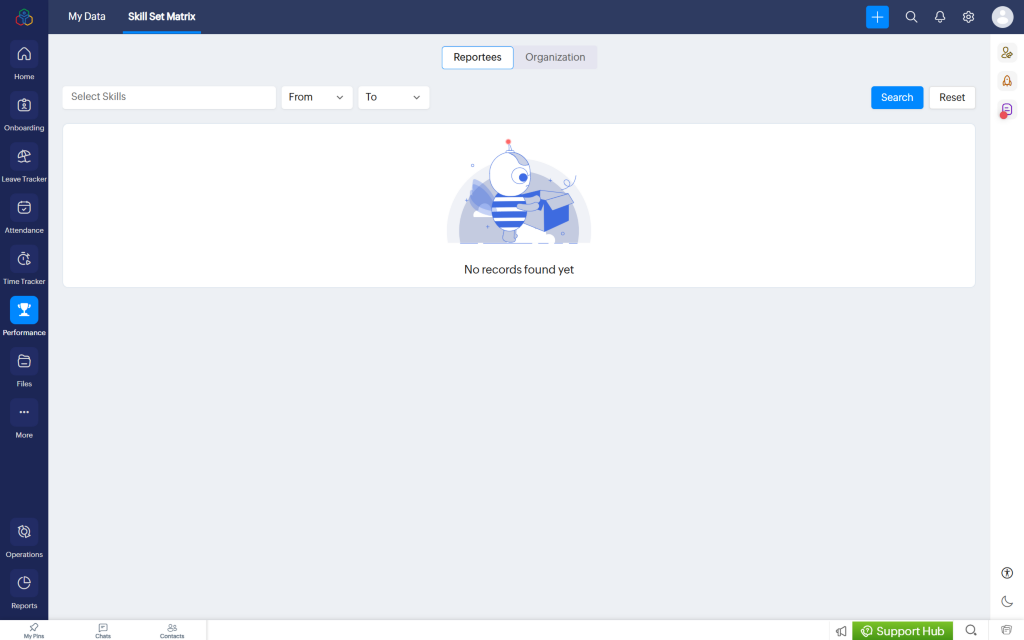 My Data
Skill Set Matrix
Home
Onboarding
Leave Tracker
Attendance
Time Tracker
Performance
Files
More
Operations
Reports
Reportees
Organization
Select Skills
From
To
Search
Reset
No records found yet
My Pins
Chats
Contacts
Support Hub